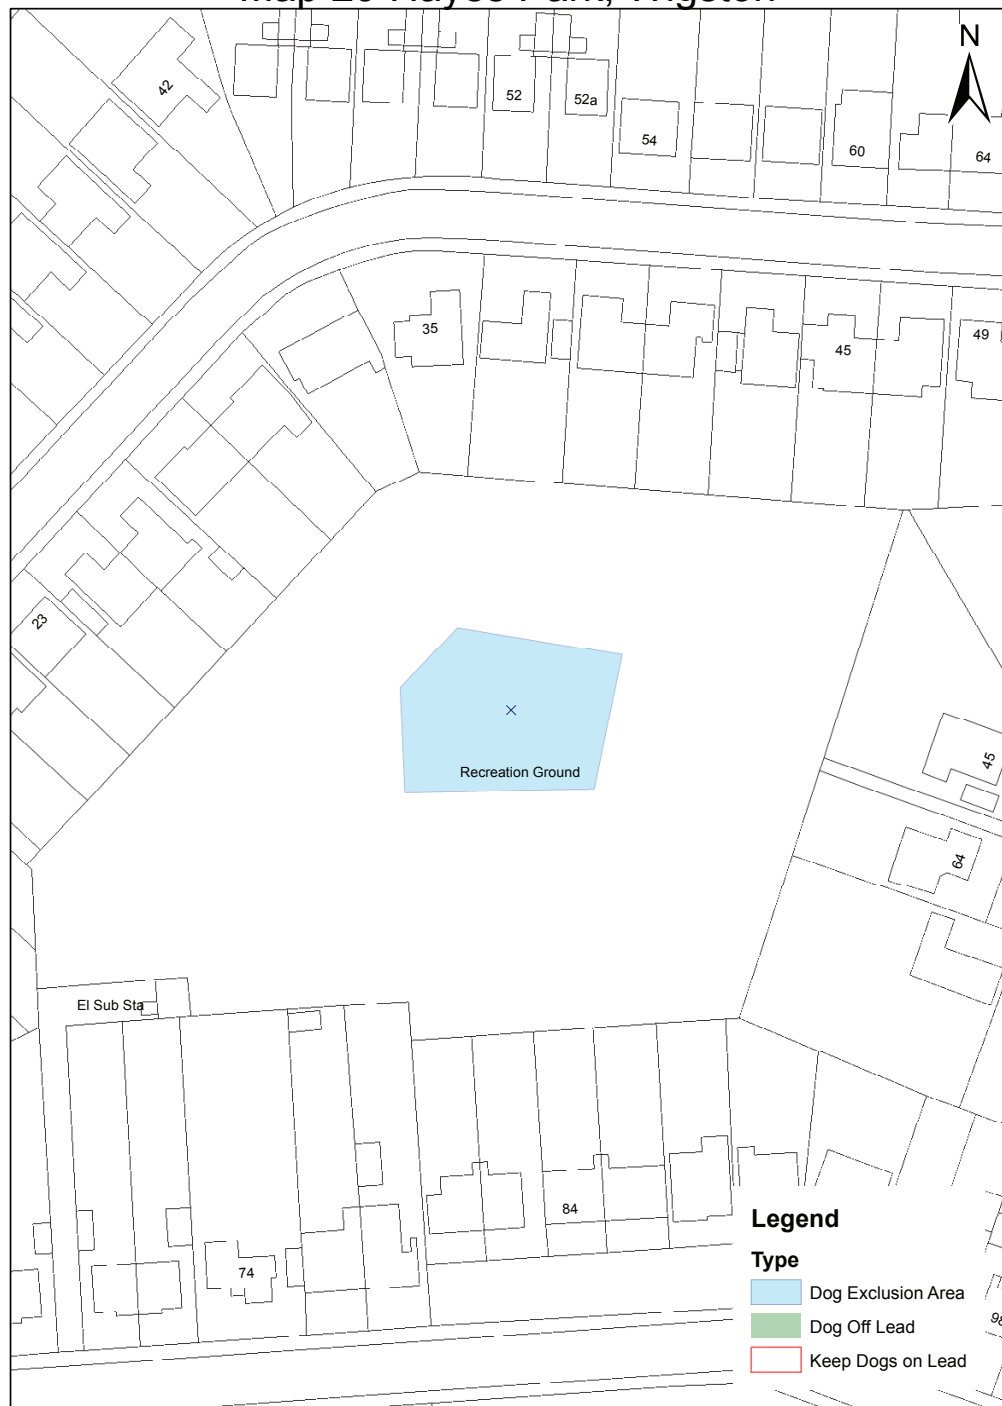 Map Hayes Park, Wigston
N
42
52
52a
54
60
64
35
45
49
23
Recreation Ground
45
64
El Sub Sta
84
74
98
Legend
Type
Dog Exclusion Area
Dog Off Lead
Keep Dogs on Lead